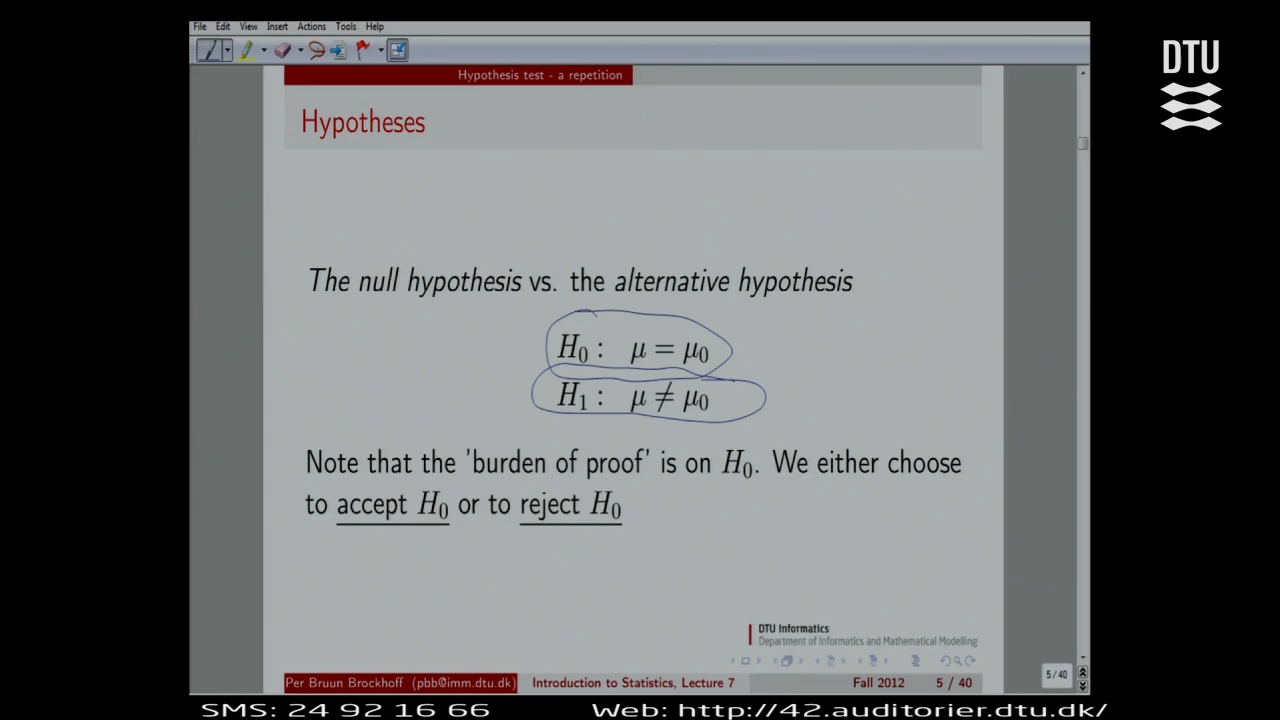 File Edit View Insert Actions Tools Help
DTU
Hypothesis test - a repetition
Hypotheses
The null hypothesis vs. the alternative hypothesis
H₀ : μ = μ₀
H₁ : μ ≠ μ₀
Note that the 'burden of proof' is on H₀. We either choose
to accept H₀ or to reject H₀
DTU Informatics
Department of Informatics and Mathematical Modelling
5/40
Per Bruun Brockhoff (pbb@imm.dtu.dk) Introduction to Statistics, Lecture 7 Fall 2012 5 / 40
SMS: 24 92 16 66 Web: http://42.auditorier.dtu.dk/